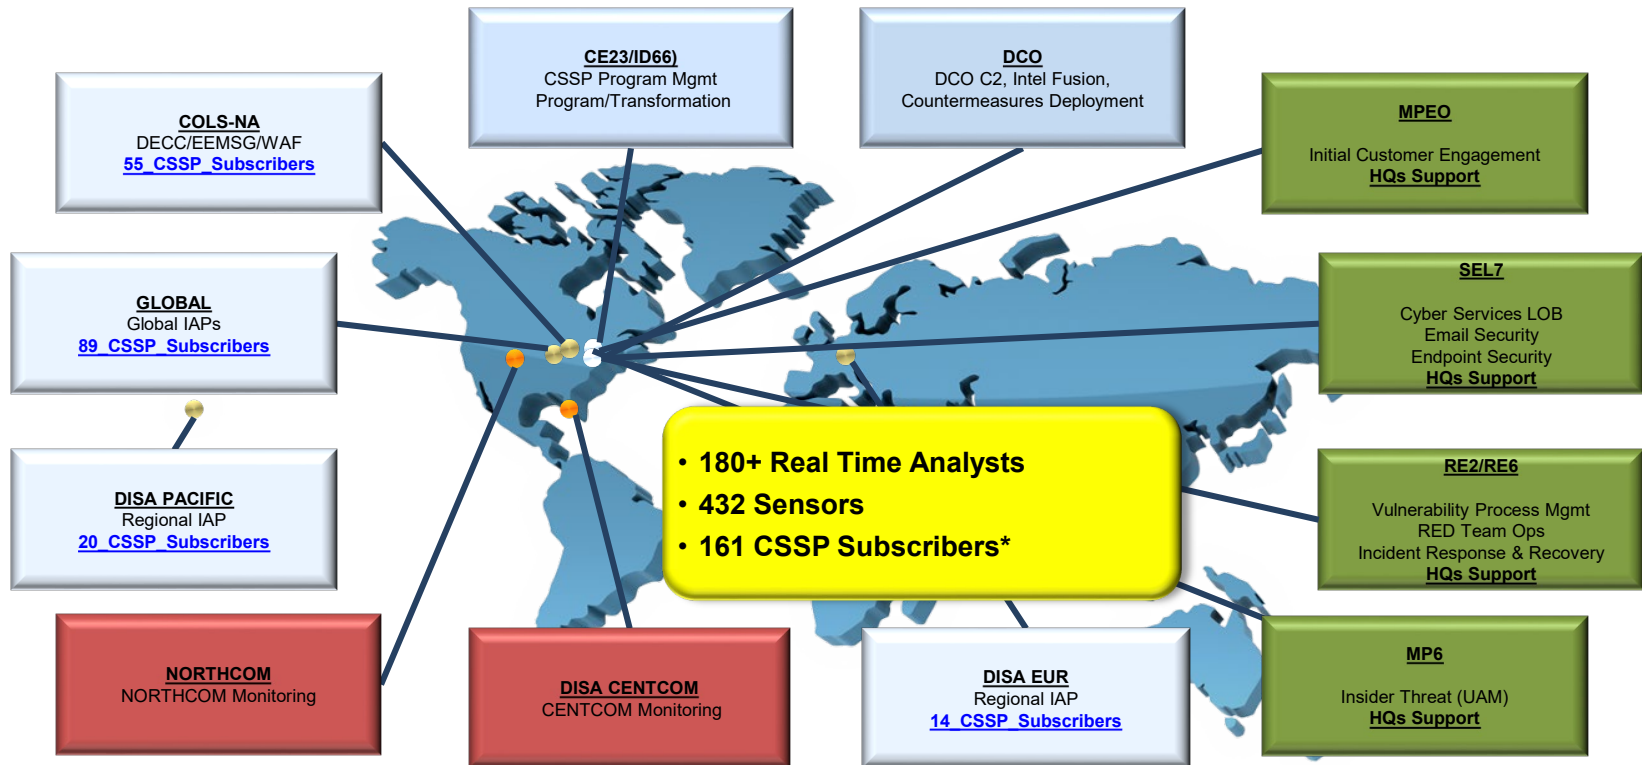 CE23/ID66)
CSSP Program Mgmt
Program/Transformation
DCO
DCO C2, Intel Fusion,
Countermeasures Deployment
COLS-NA
DECC/EEMSG/WAF
55_CSSP_Subscribers
MPEO
Initial Customer Engagement
HQs Support
GLOBAL
Global IAPs
89_CSSP_Subscribers
SEL7
Cyber Services LOB
Email Security
Endpoint Security
HQs Support
DISA PACIFIC
Regional IAP
20_CSSP_Subscribers
• 180+ Real Time Analysts
• 432 Sensors
• 161 CSSP Subscribers*
RE2/RE6
Vulnerability Process Mgmt
RED Team Ops
Incident Response & Recovery
HQs Support
NORTHCOM
NORTHCOM Monitoring
DISA CENTCOM
CENTCOM Monitoring
DISA EUR
Regional IAP
14_CSSP_Subscribers
MP6
Insider Threat (UAM)
HQs Support